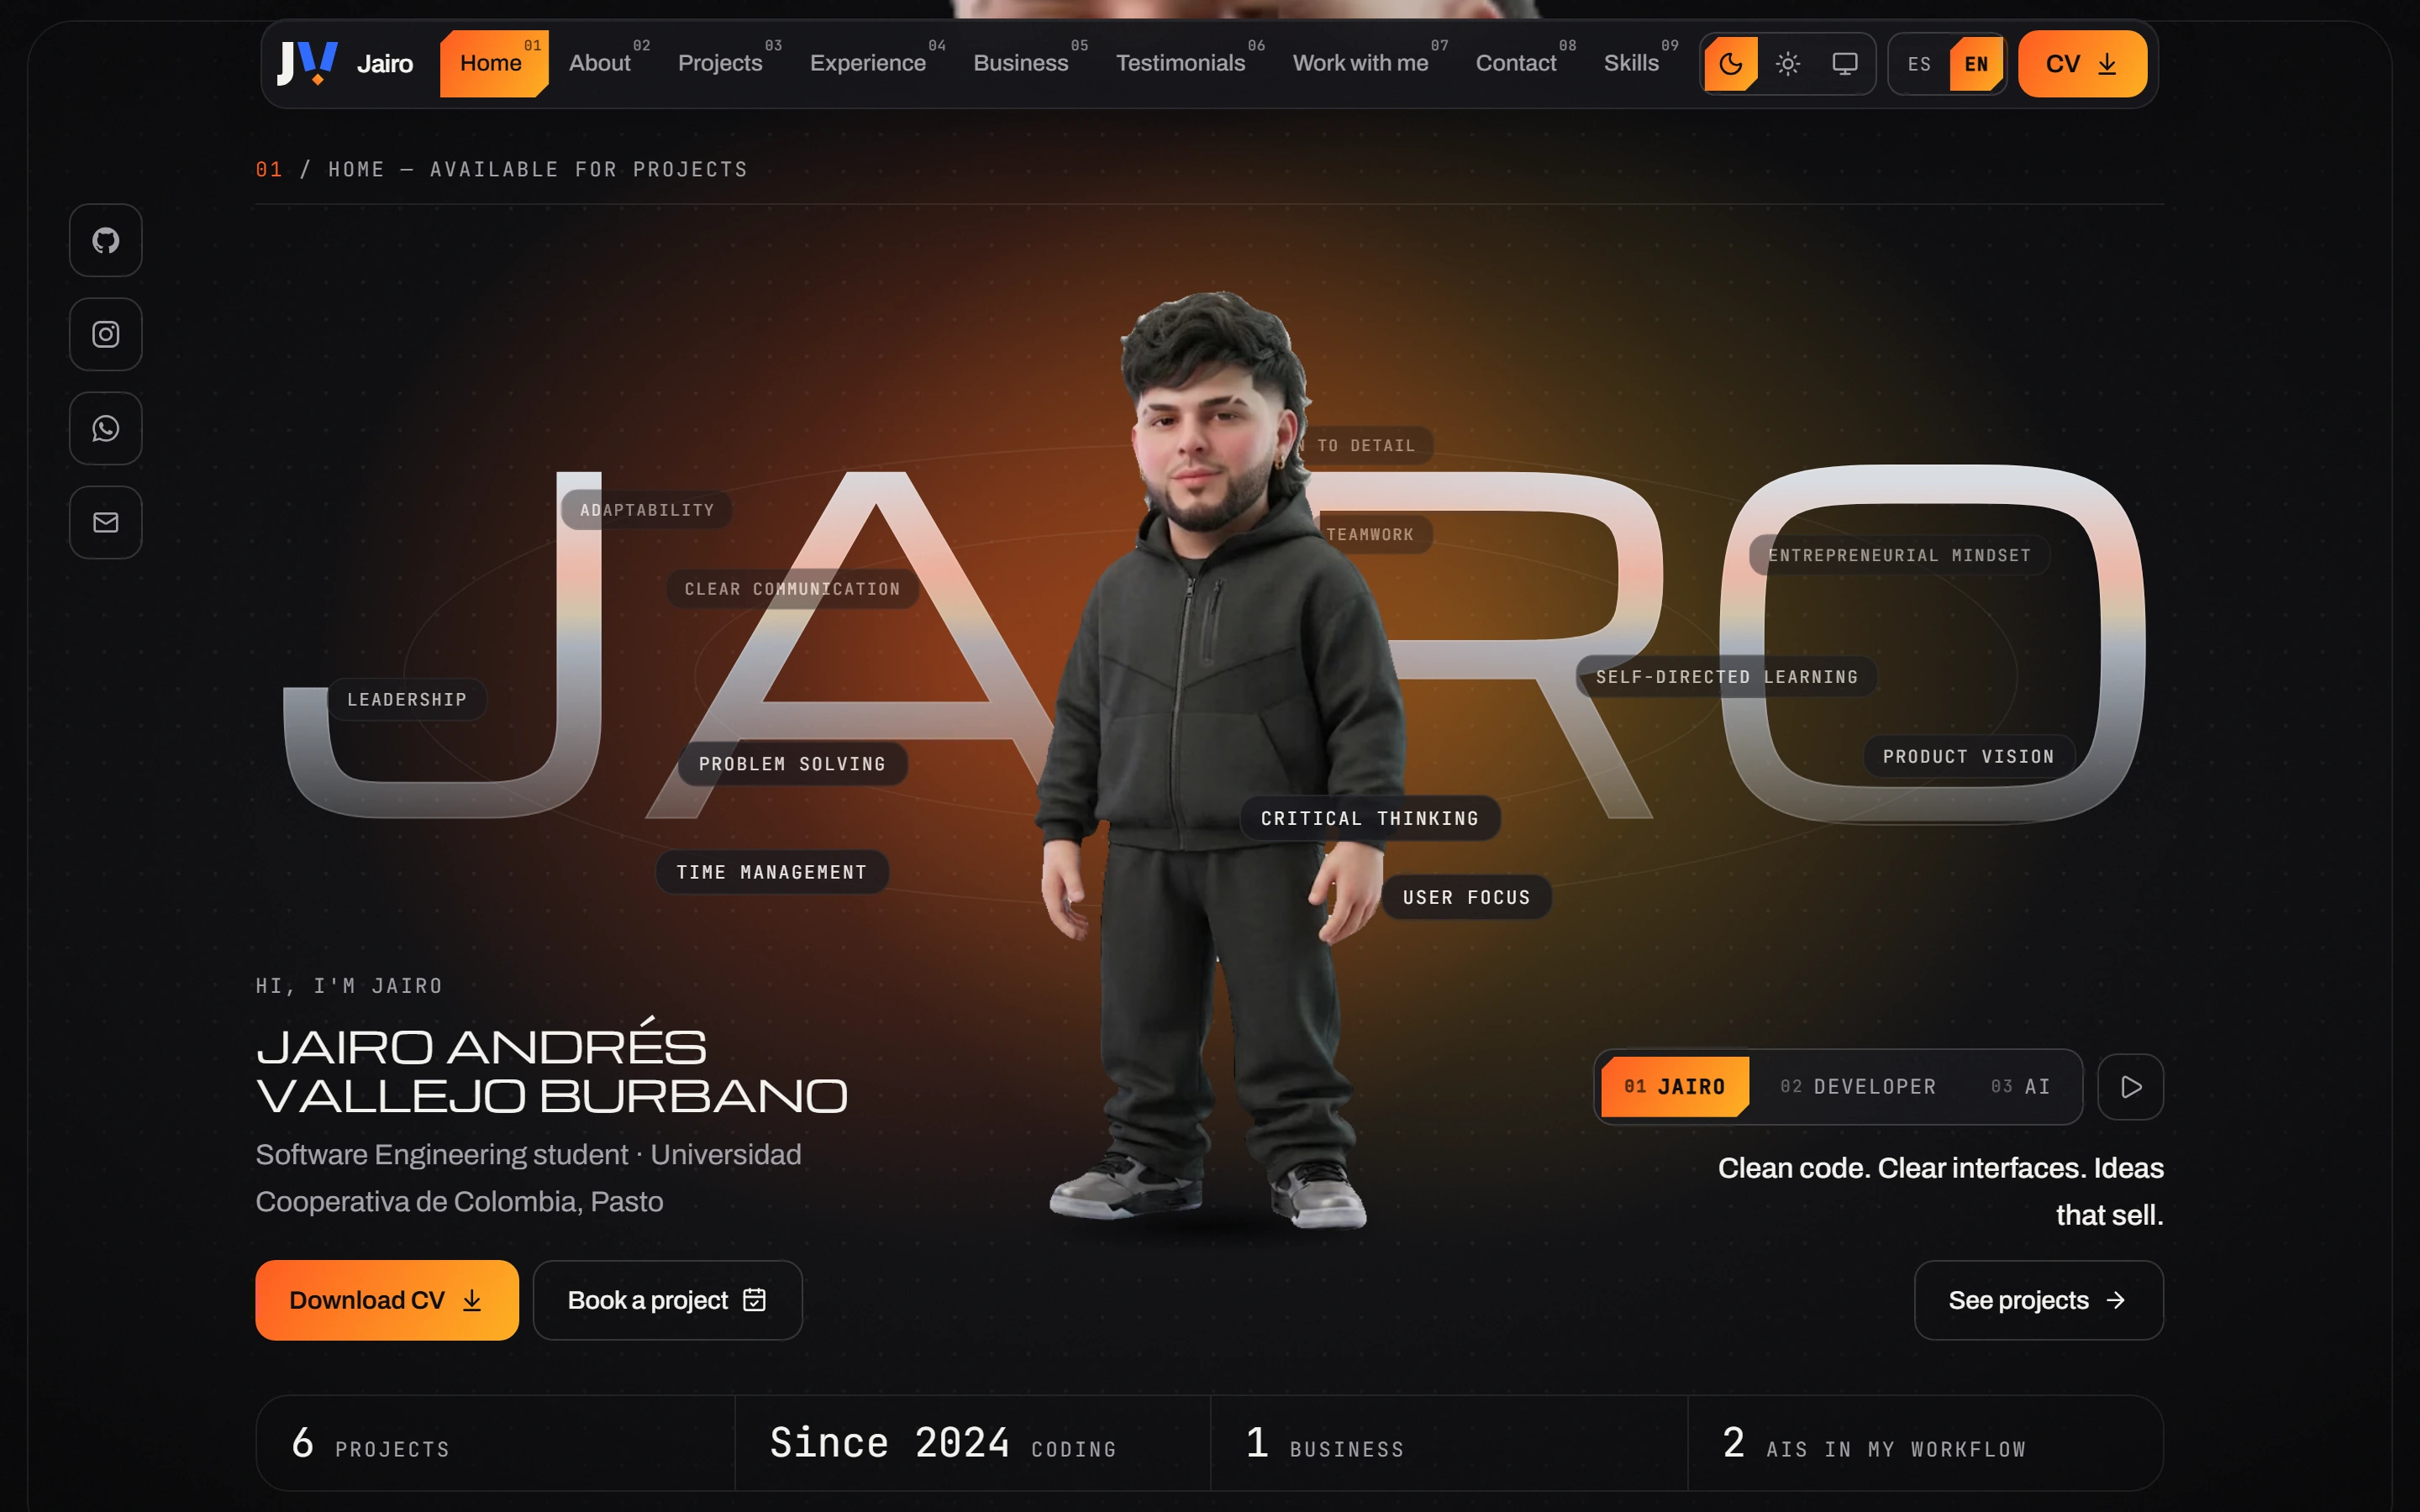 JV Jairo
Home 01
About 02
Projects 03
Experience 04
Business 05
Testimonials 06
Work with me 07
Contact 08
Skills 09
ES EN
CV
01 / HOME — AVAILABLE FOR PROJECTS
JA RO
TO DETAIL
ADAPTABILITY
TEAMWORK
ENTREPRENEURIAL MINDSET
CLEAR COMMUNICATION
SELF-DIRECTED LEARNING
LEADERSHIP
PRODUCT VISION
PROBLEM SOLVING
CRITICAL THINKING
TIME MANAGEMENT
USER FOCUS
HI, I'M JAIRO
JAIRO ANDRÉS
VALLEJO BURBANO
Software Engineering student · Universidad
Cooperativa de Colombia, Pasto
Download CV
Book a project
01 JAIRO 02 DEVELOPER 03 AI
Clean code. Clear interfaces. Ideas
that sell.
See projects
6 PROJECTS
Since 2024 CODING
1 BUSINESS
2 AIS IN MY WORKFLOW